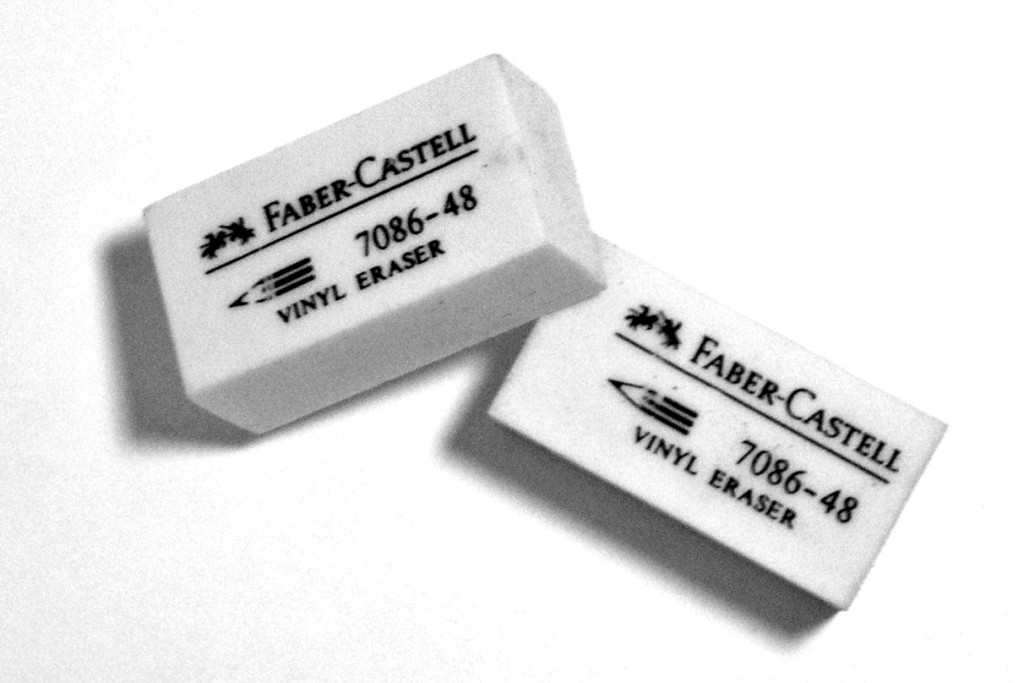 FABER-CASTELL
7086-48
VINYL ERASER
FABER-CASTELL
7086-48
VINYL ERASER